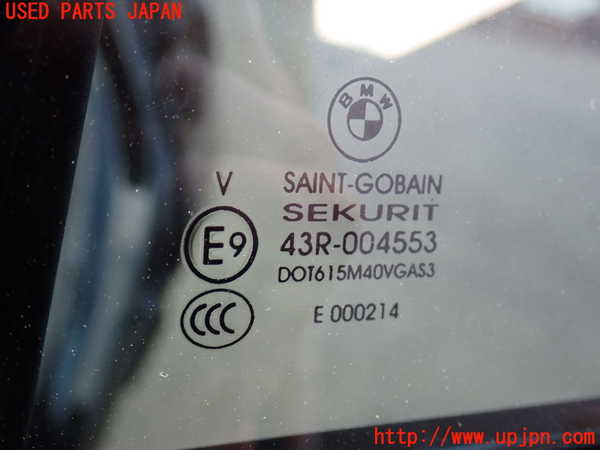 USED PARTS JAPAN
BMW
V SAINT-GOBAIN
SEKURIT
E9 43R-004553
DOT615M40VGAS3
CCC E 000214
http://www.upjpn.com/